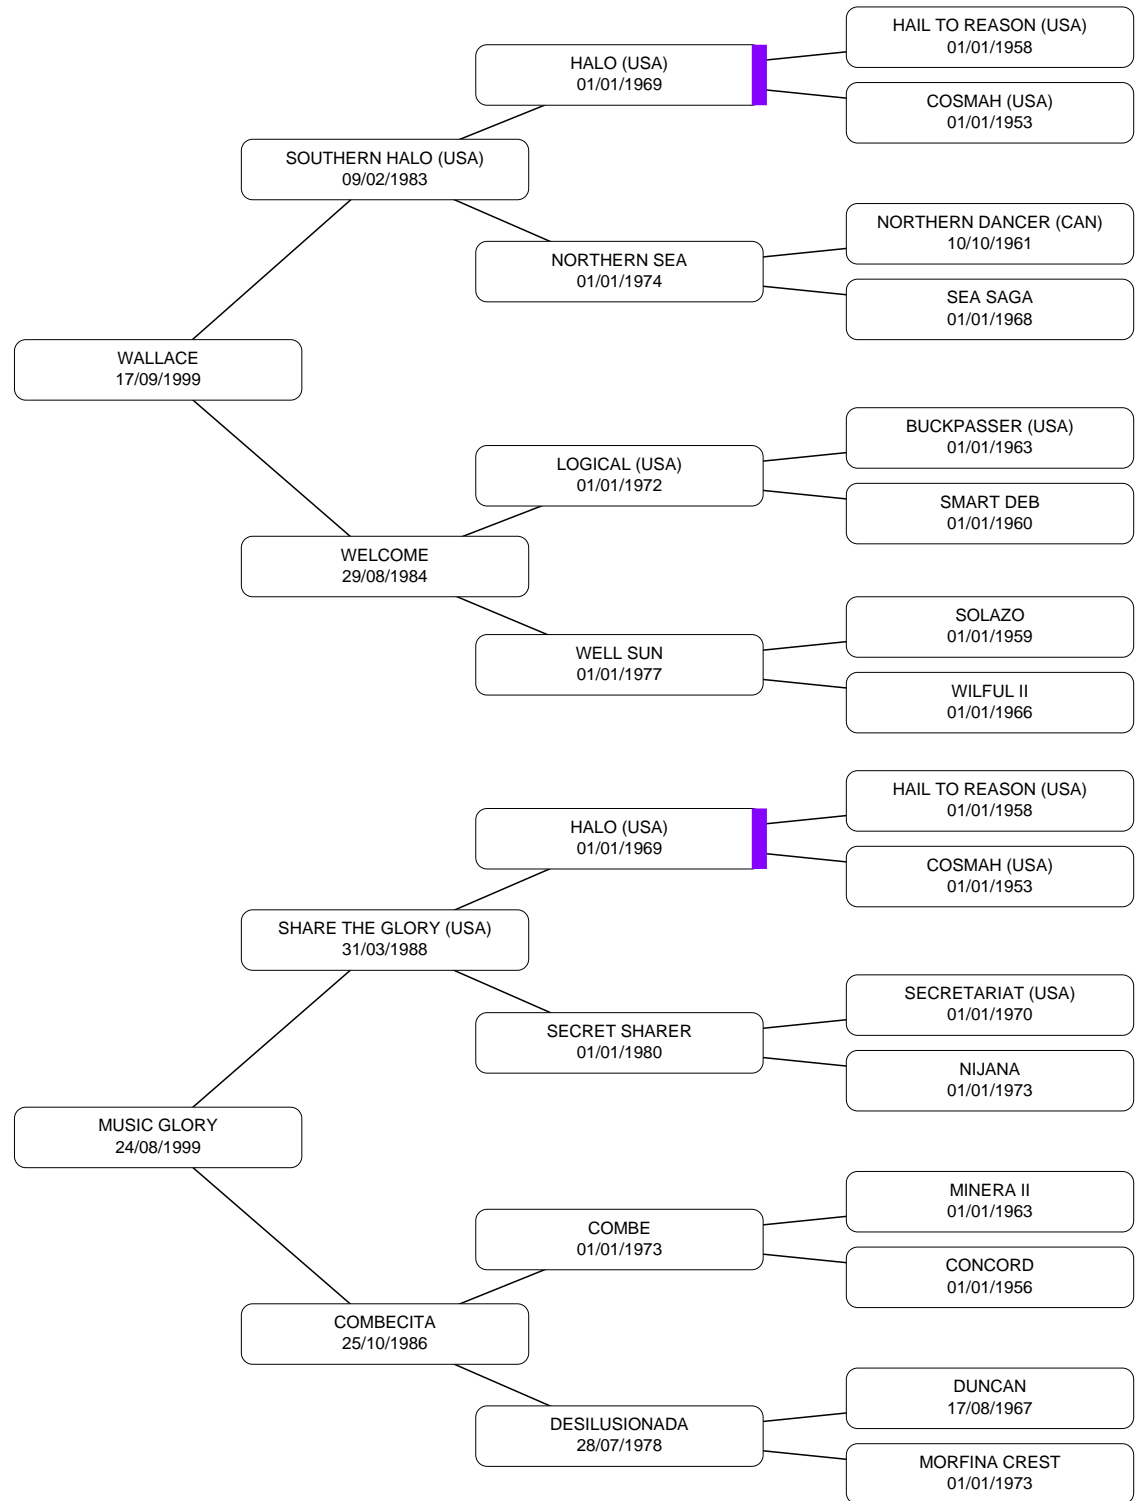 HAIL TO REASON (USA)
01/01/1958
HALO (USA)
01/01/1969
COSMAH (USA)
01/01/1953
SOUTHERN HALO (USA)
09/02/1983
NORTHERN DANCER (CAN)
10/10/1961
NORTHERN SEA
01/01/1974
SEA SAGA
01/01/1968
WALLACE
17/09/1999
BUCKPASSER (USA)
01/01/1963
LOGICAL (USA)
01/01/1972
SMART DEB
01/01/1960
WELCOME
29/08/1984
SOLAZO
01/01/1959
WELL SUN
01/01/1977
WILFUL II
01/01/1966
HAIL TO REASON (USA)
01/01/1958
HALO (USA)
01/01/1969
COSMAH (USA)
01/01/1953
SHARE THE GLORY (USA)
31/03/1988
SECRETARIAT (USA)
01/01/1970
SECRET SHARER
01/01/1980
NIJANA
01/01/1973
MUSIC GLORY
24/08/1999
MINERA II
01/01/1963
COMBE
01/01/1973
CONCORD
01/01/1956
COMBECITA
25/10/1986
DUNCAN
17/08/1967
DESILUSIONADA
28/07/1978
MORFINA CREST
01/01/1973